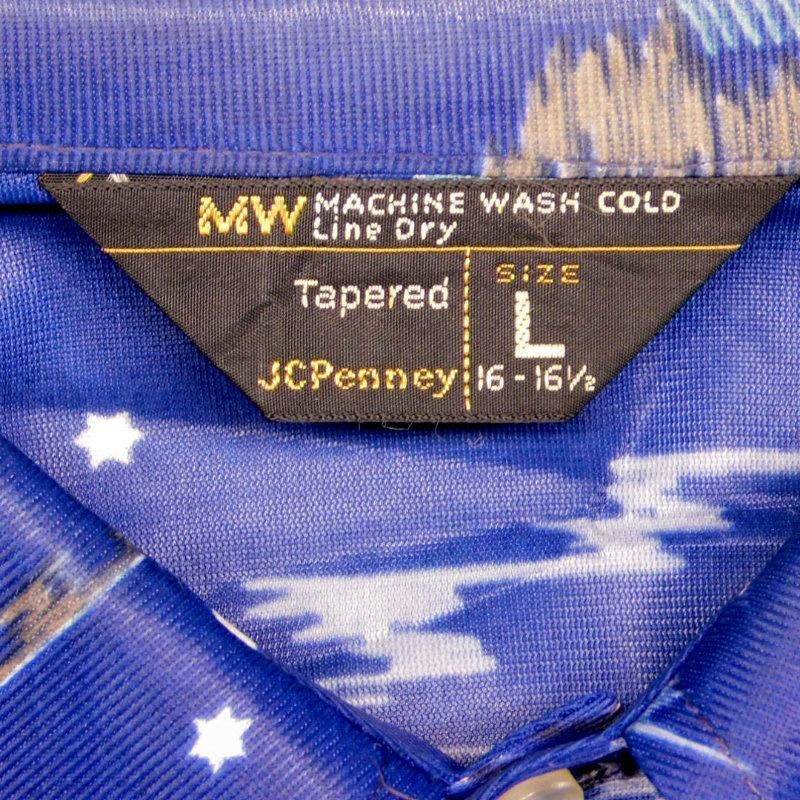 MW MACHINE WASH COLD
Line Dry
Tapered
JCPenney
SIZE
L
16 - 16½